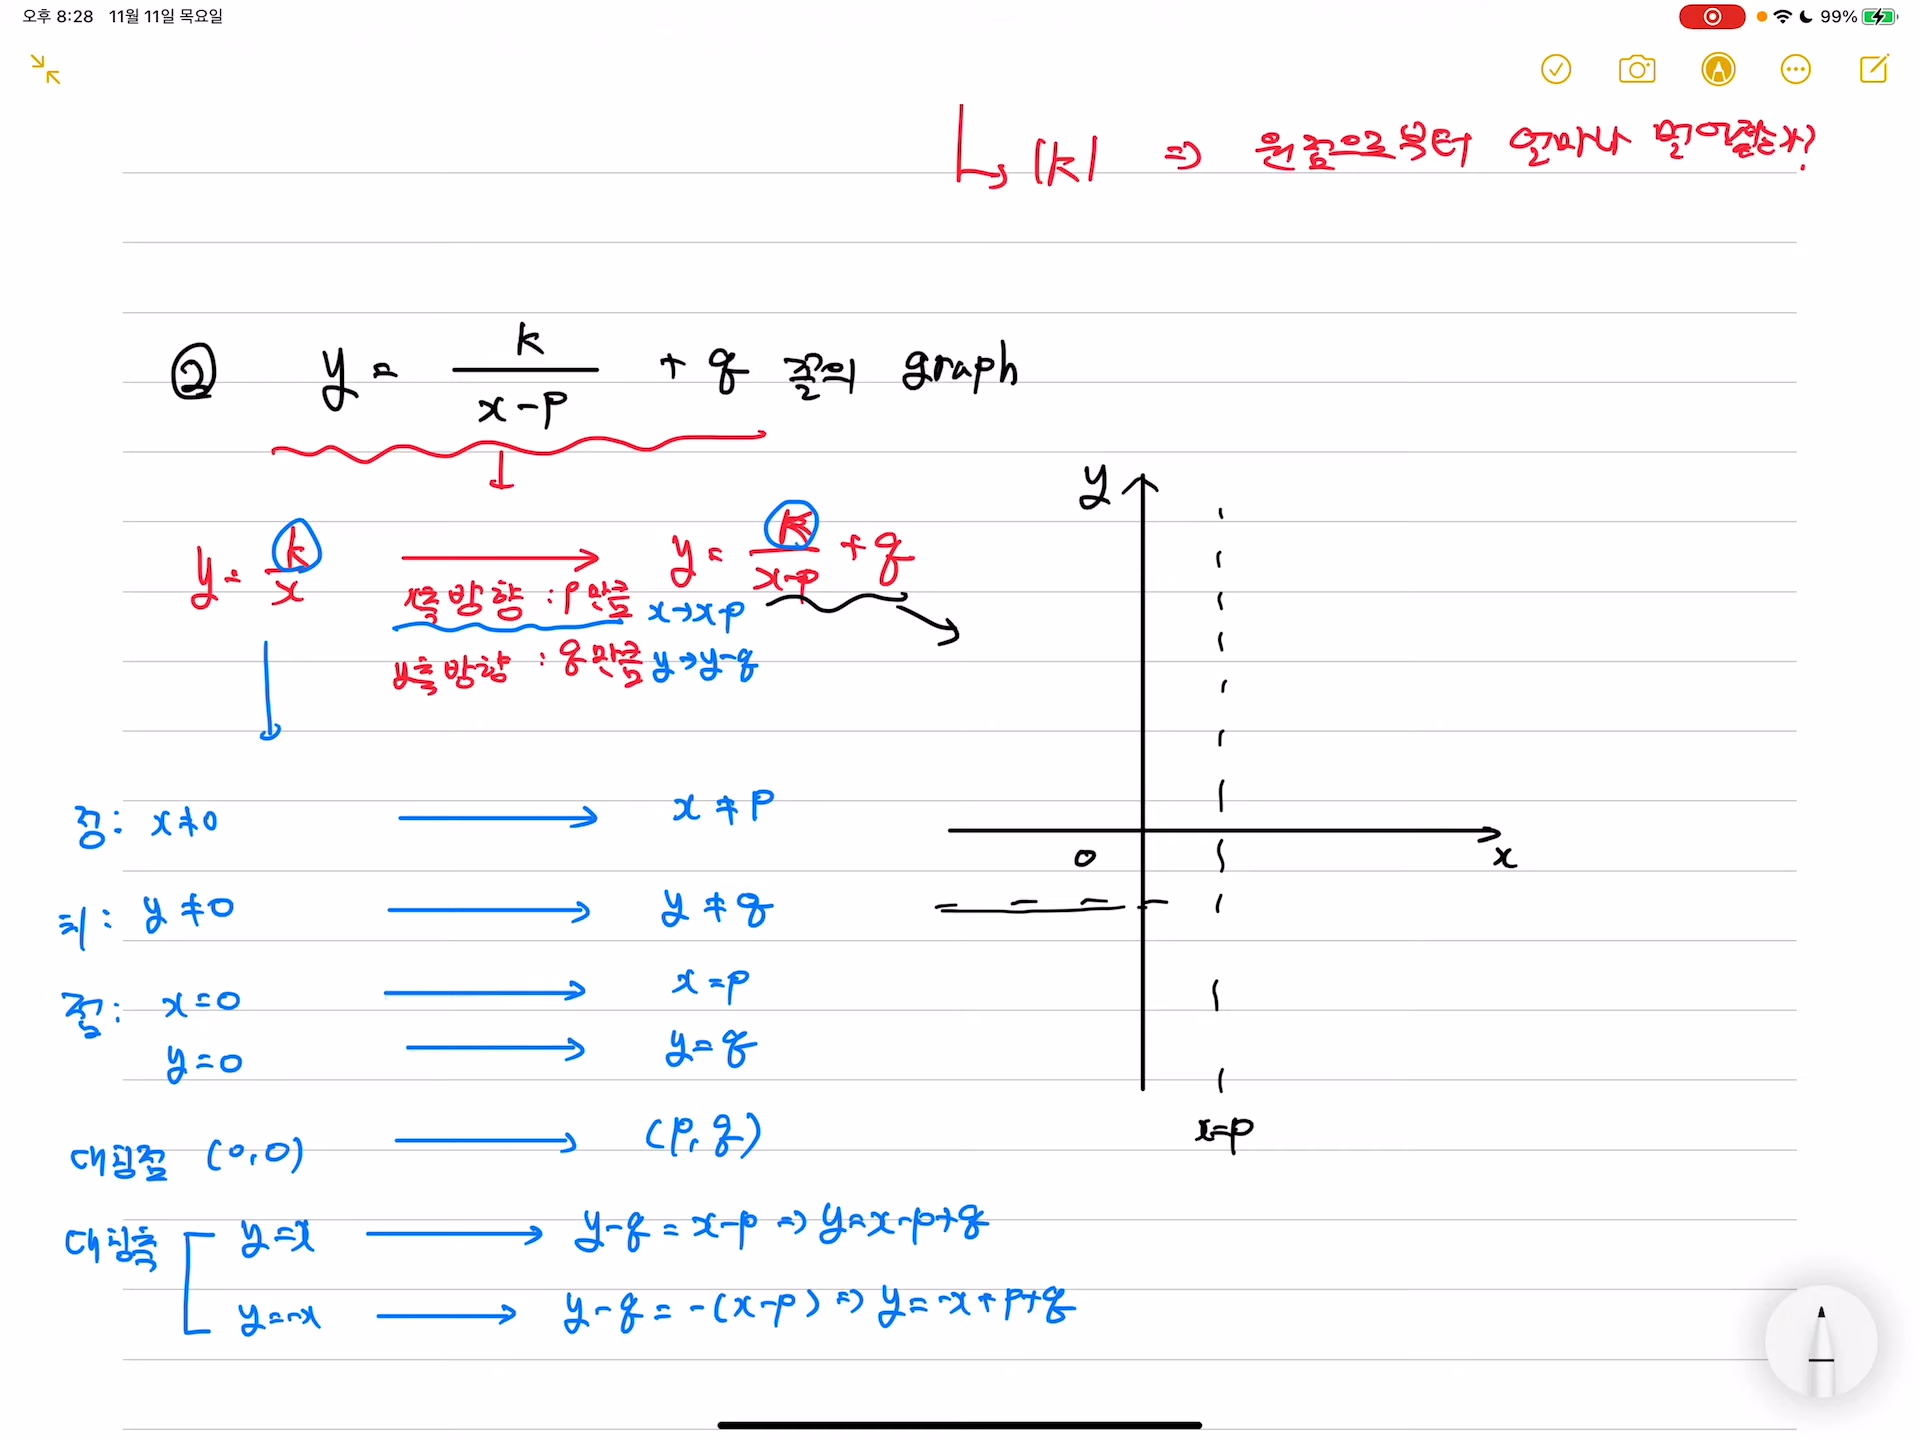 오후 8:28 11월 11일 목요일 99%
↳ |k| ⇒ 원점으로부터 얼마나 멀어졌는가?
② y = k/(x-p) + q 꼴의 graph
y = k/x → y = k/(x-p) + q
x축 방향 : p만큼 x→x-p
y축 방향 : q만큼 y→y-q
정: x≠0 → x≠p
치: y≠0 → y≠q
점: x=0 → x=p
y=0 → y=q
대칭점 (0,0) → (p,q)
대칭축 y=x → y-q=x-p ⇒ y=x-p+q
y=-x → y-q=-(x-p) ⇒ y=-x+p+q
y
0
x
x=p